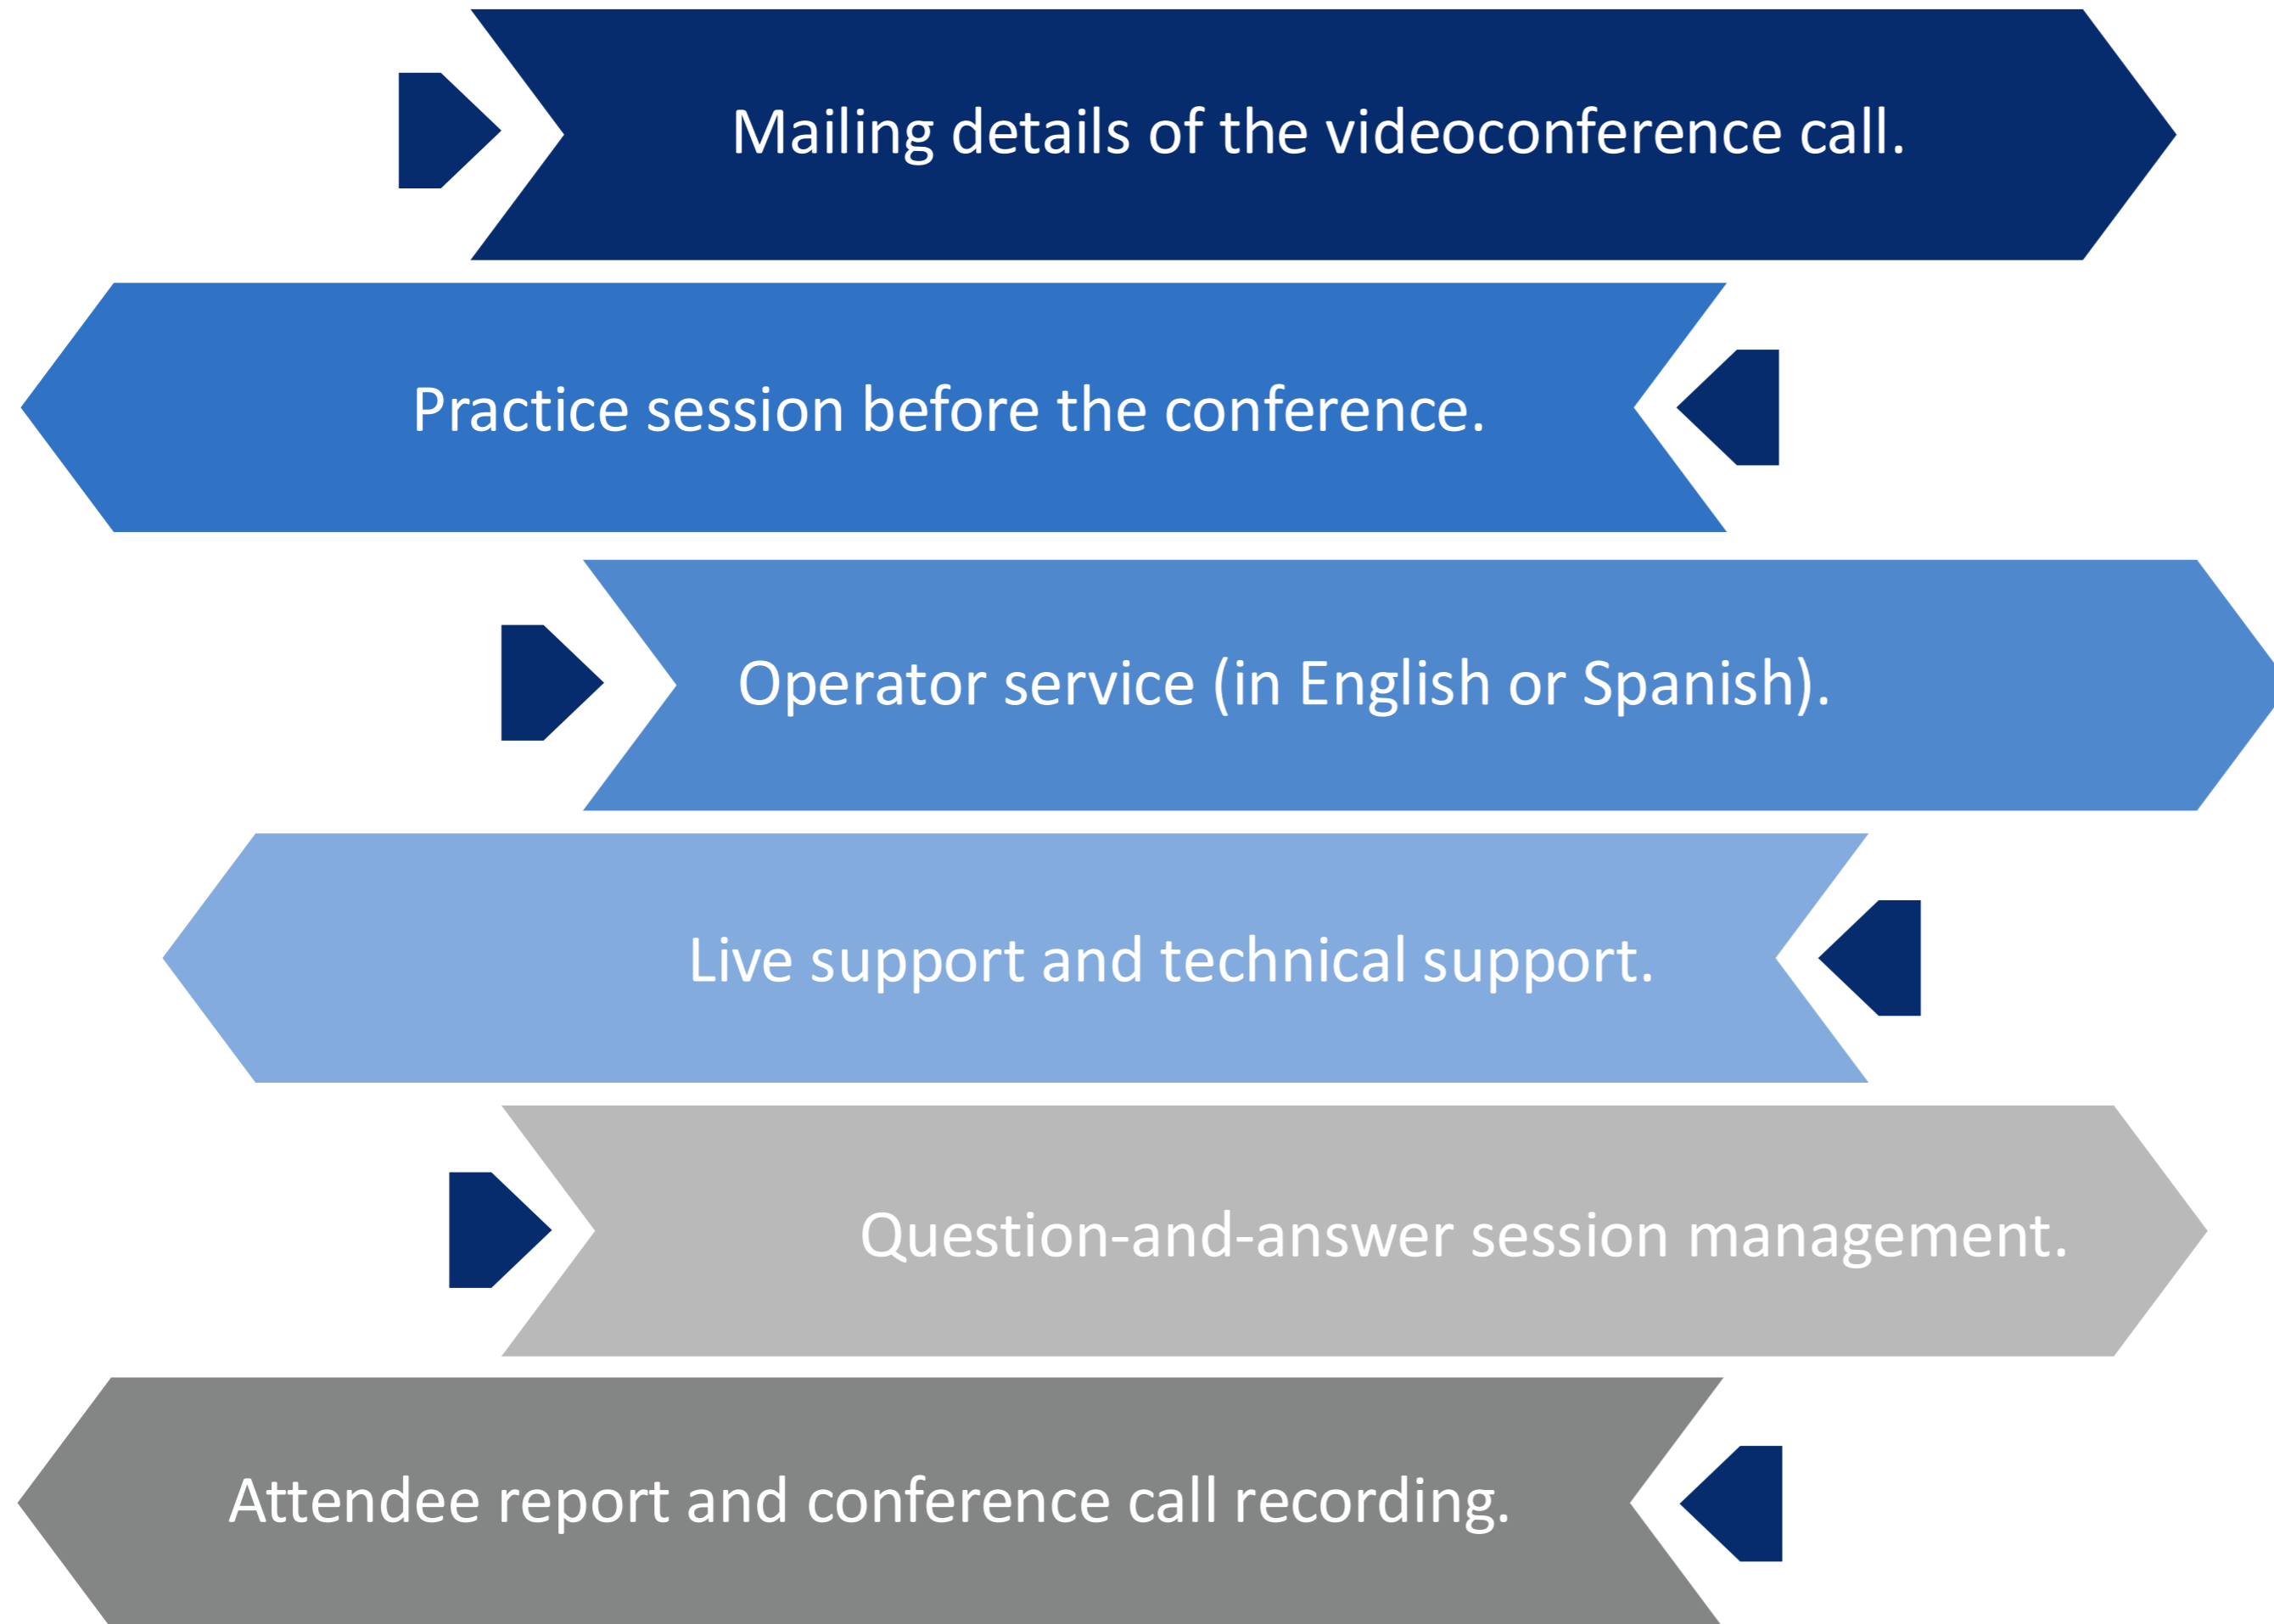 Mailing details of the videoconference call.
Practice session before the conference.
Operator service (in English or Spanish).
Live support and technical support.
Question-and-answer session management.
Attendee report and conference call recording.